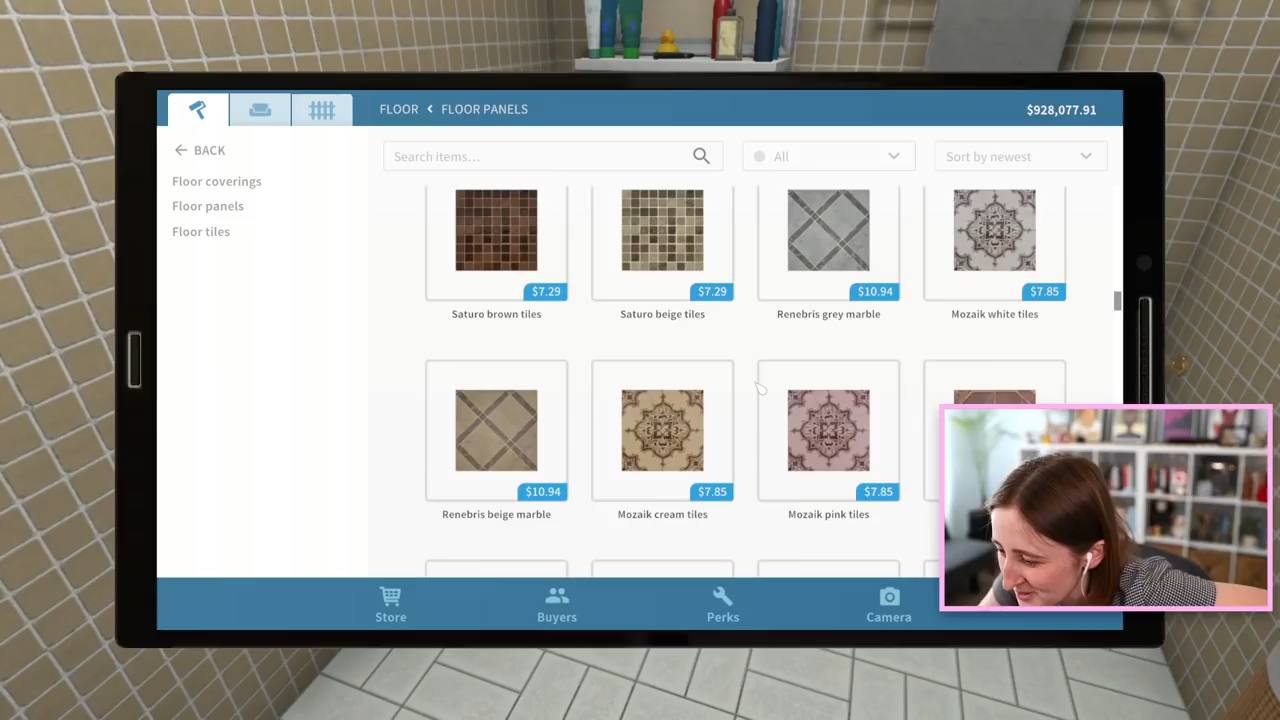 FLOOR < FLOOR PANELS
$928,077.91
BACK
Search items...
All
Sort by newest
Floor coverings
Floor panels
Floor tiles
$7.29
$7.29
$10.94
$7.85
Saturo brown tiles
Saturo beige tiles
Renebris grey marble
Mozaik white tiles
$10.94
$7.85
$7.85
Renebris beige marble
Mozaik cream tiles
Mozaik pink tiles
Store
Buyers
Perks
Camera